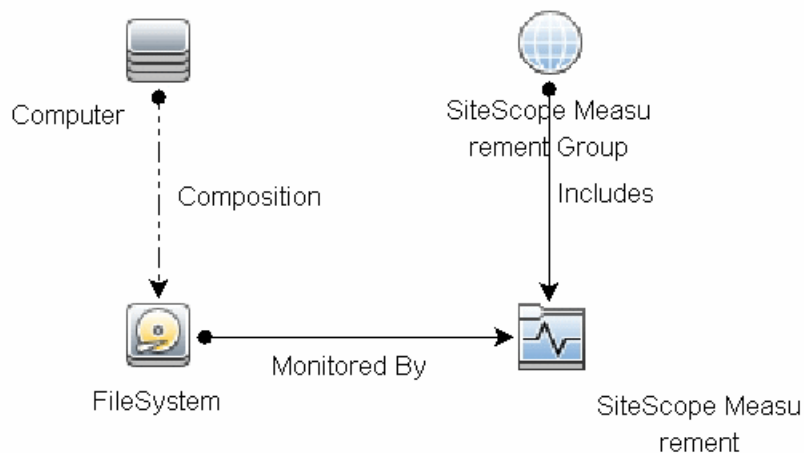 Computer
SiteScope Measu
rement Group
Composition
Includes
Monitored By
FileSystem
SiteScope Measu
rement